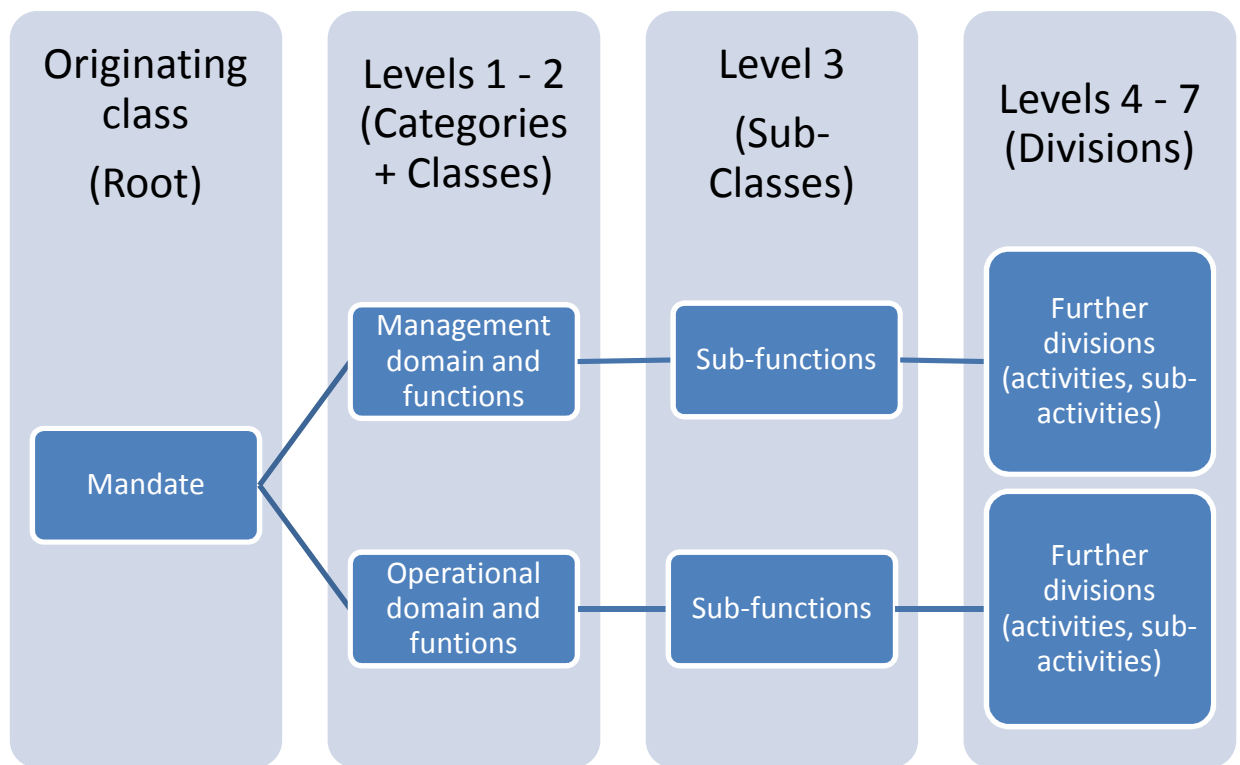 Originating
class
(Root)
Levels 1 - 2
(Categories
+ Classes)
Level 3
(Sub-
Classes)
Levels 4 - 7
(Divisions)
Mandate
Management
domain and
functions
Sub-functions
Further
divisions
(activities, sub-
activities)
Operational
domain and
funtions
Sub-functions
Further
divisions
(activities, sub-
activities)